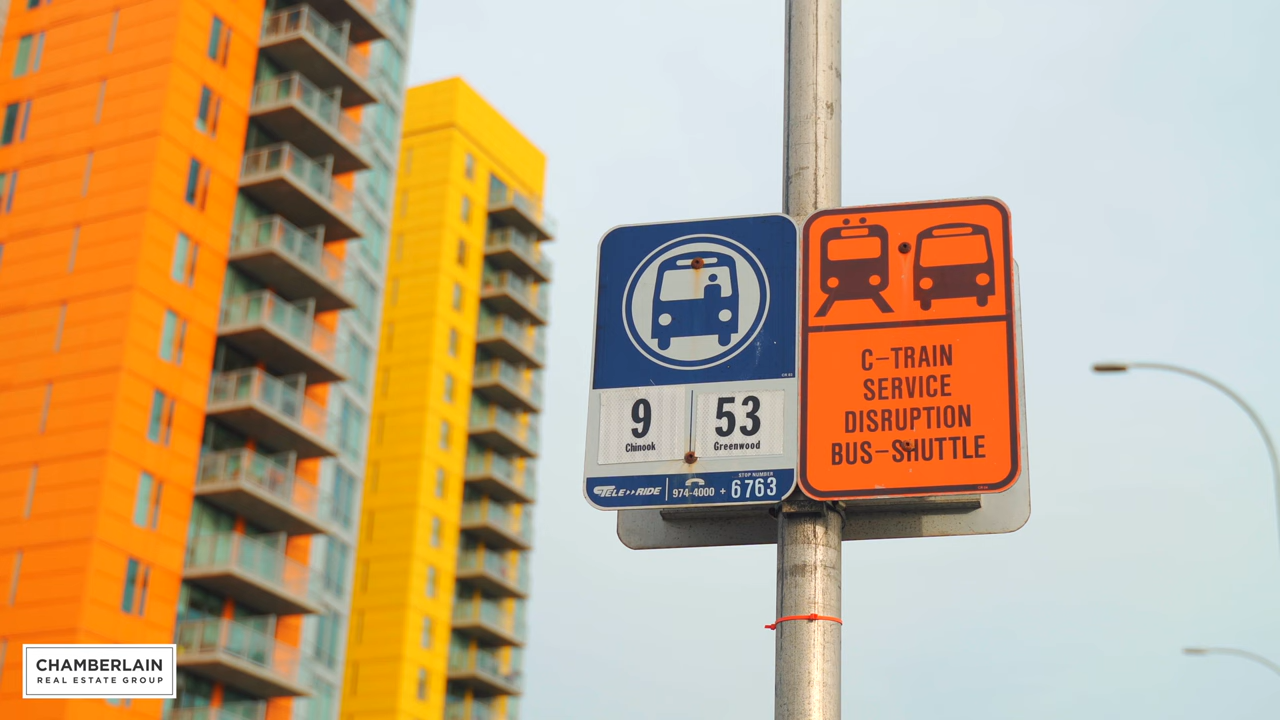 9
Chinook
53
Greenwood
TELE RIDE
974-4000 +
STOP NUMBER
6763
C-TRAIN
SERVICE
DISRUPTION
BUS-SHUTTLE
CHAMBERLAIN
REAL ESTATE GROUP